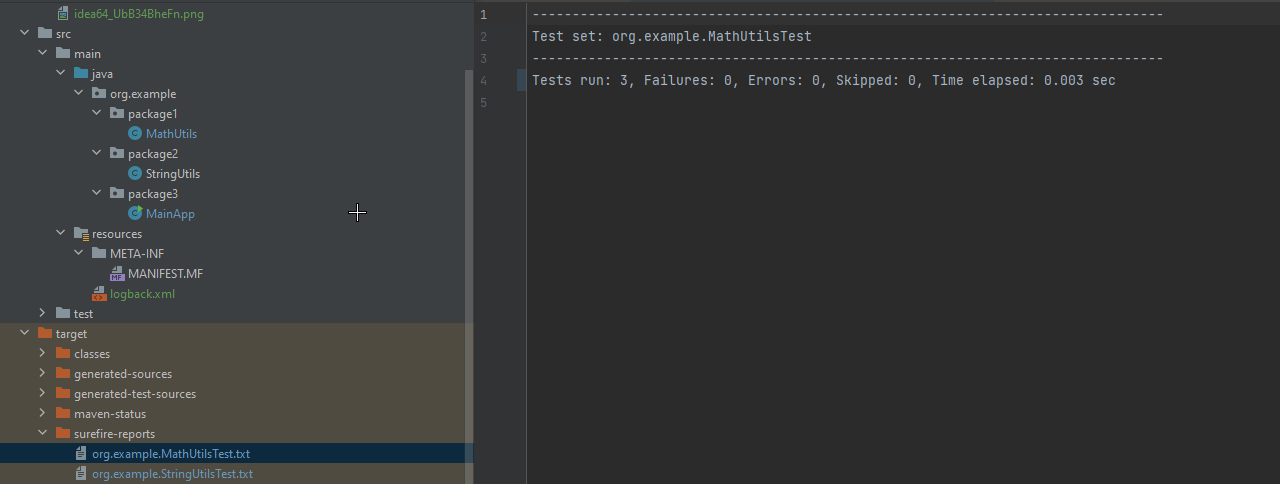 idea64_UbB34BheFn.png
src
main
java
org.example
package1
MathUtils
package2
StringUtils
package3
MainApp
resources
META-INF
MF
MANIFEST.MF
logback.xml
test
target
classes
generated-sources
generated-test-sources
maven-status
surefire-reports
org.example.MathUtilsTest.txt
org.example.StringUtilsTest.txt
1 -------------------------------------------------------------------------------
2 Test set: org.example.MathUtilsTest
3 -------------------------------------------------------------------------------
4 Tests run: 3, Failures: 0, Errors: 0, Skipped: 0, Time elapsed: 0.003 sec
5